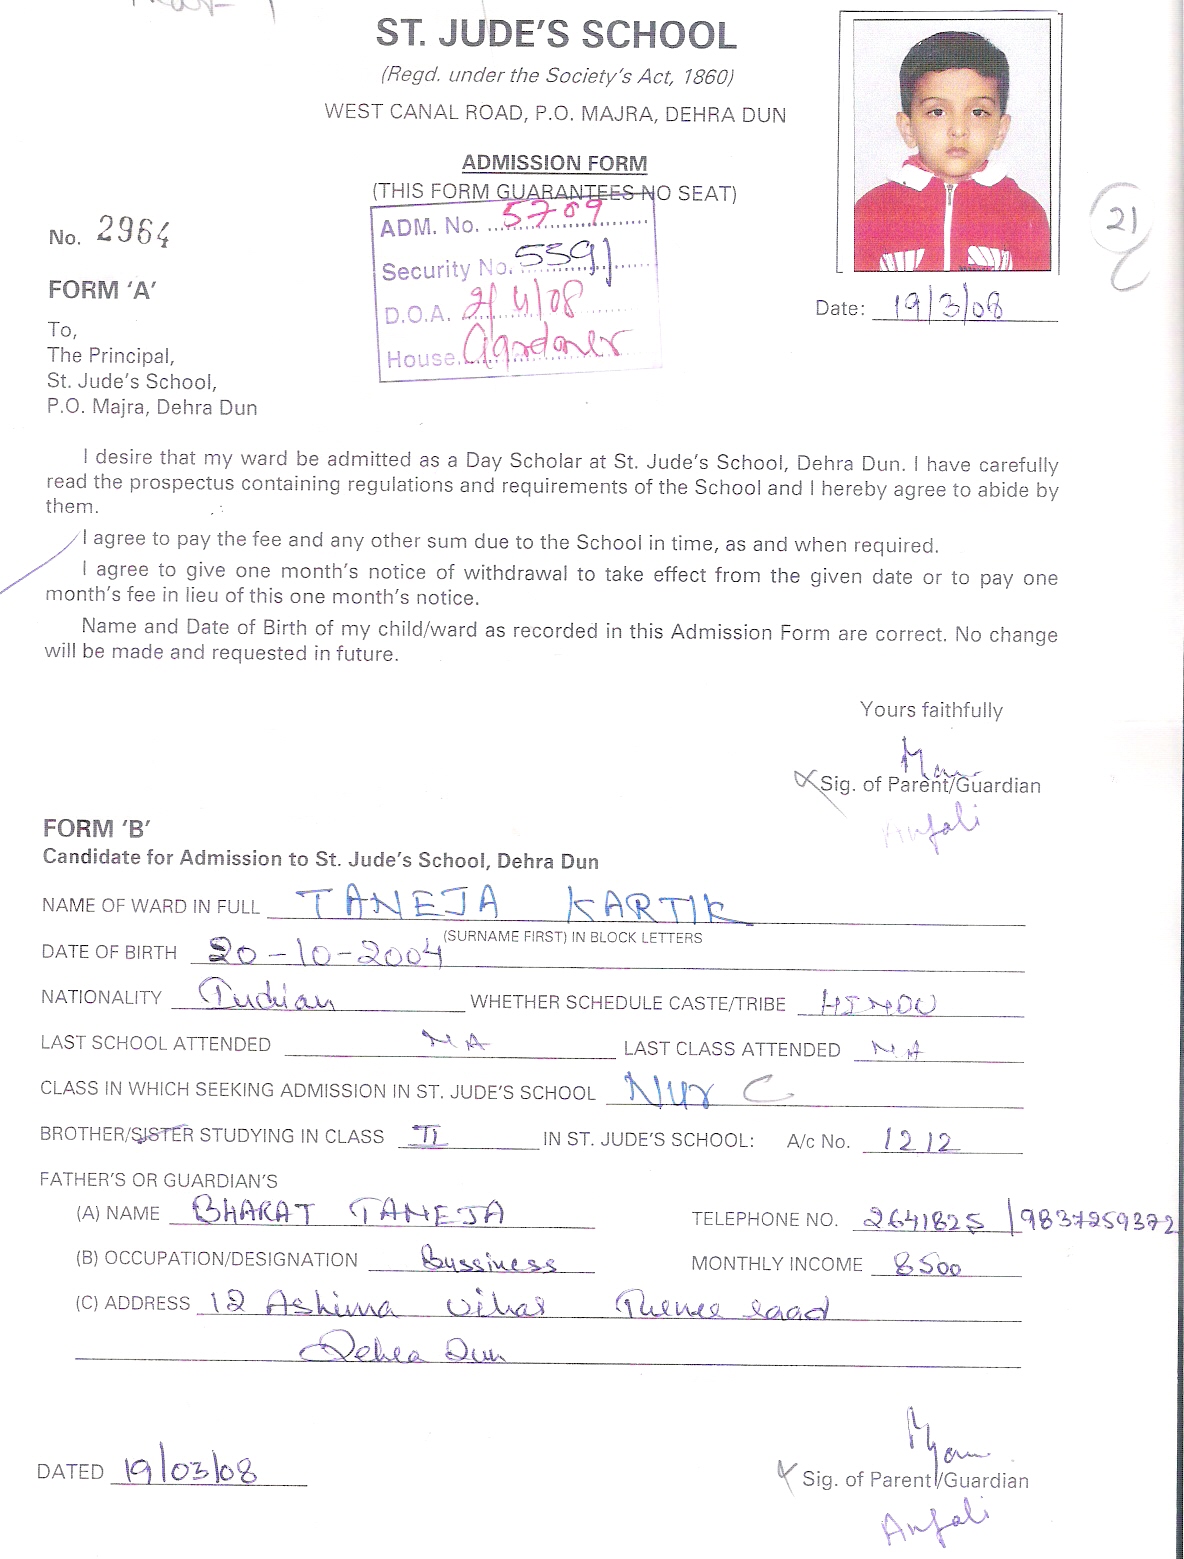 ST. JUDE'S SCHOOL
(Regd. under the Society's Act, 1860)
WEST CANAL ROAD, P.O. MAJRA, DEHRA DUN
ADMISSION FORM
(THIS FORM GUARANTEES NO SEAT)
No. 2964
ADM. No. 5709
Security No. 5591
D.O.A. 2/4/08
House.
21
Date: 19/3/08
FORM 'A'
To,
The Principal,
St. Jude's School,
P.O. Majra, Dehra Dun
I desire that my ward be admitted as a Day Scholar at St. Jude's School, Dehra Dun. I have carefully
read the prospectus containing regulations and requirements of the School and I hereby agree to abide by
them.
I agree to pay the fee and any other sum due to the School in time, as and when required.
I agree to give one month's notice of withdrawal to take effect from the given date or to pay one
month's fee in lieu of this one month's notice.
Name and Date of Birth of my child/ward as recorded in this Admission Form are correct. No change
will be made and requested in future.
Yours faithfully
Sig. of Parent/Guardian
Anjali
FORM 'B'
Candidate for Admission to St. Jude's School, Dehra Dun
NAME OF WARD IN FULL TANEJA KARTIK
(SURNAME FIRST) IN BLOCK LETTERS
DATE OF BIRTH 20-10-2004
NATIONALITY Indian WHETHER SCHEDULE CASTE/TRIBE HINDU
LAST SCHOOL ATTENDED NA LAST CLASS ATTENDED NA
CLASS IN WHICH SEEKING ADMISSION IN ST. JUDE'S SCHOOL Nur C
BROTHER/SISTER STUDYING IN CLASS II IN ST. JUDE'S SCHOOL: A/c No. 1212
FATHER'S OR GUARDIAN'S
(A) NAME BHARAT TANEJA TELEPHONE NO. 2641825 / 9837259372
(B) OCCUPATION/DESIGNATION Bussiness MONTHLY INCOME 8500
(C) ADDRESS 12 Ashima Vihar
Dehra Dun
DATED 19/03/08
Sig. of Parent/Guardian
Anjali